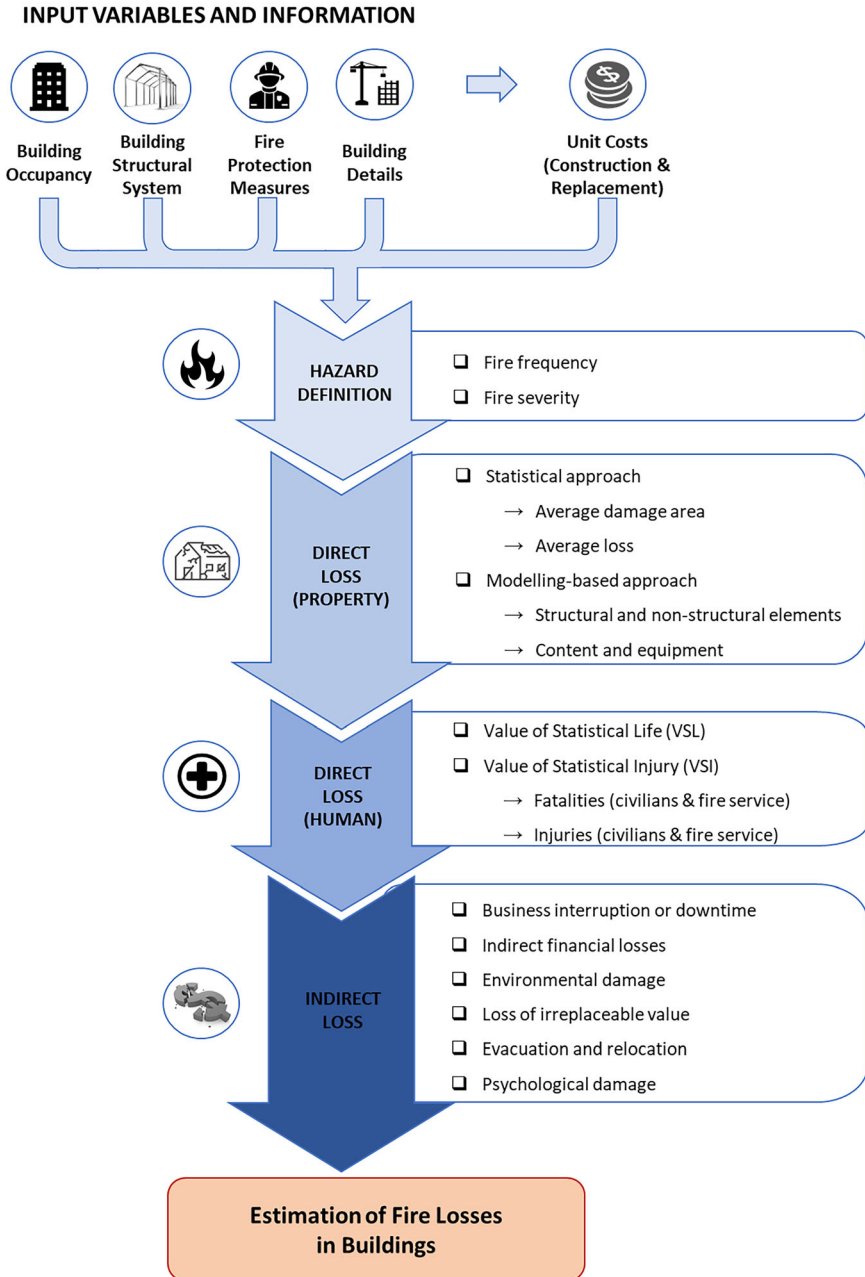 INPUT VARIABLES AND INFORMATION
Building
Occupancy
Building
Structural
System
Fire
Protection
Measures
Building
Details
Unit Costs
(Construction &
Replacement)
HAZARD
DEFINITION
❑ Fire frequency
❑ Fire severity
DIRECT
LOSS
(PROPERTY)
❑ Statistical approach
→ Average damage area
→ Average loss
❑ Modelling-based approach
→ Structural and non-structural elements
→ Content and equipment
DIRECT
LOSS
(HUMAN)
❑ Value of Statistical Life (VSL)
❑ Value of Statistical Injury (VSI)
→ Fatalities (civilians & fire service)
→ Injuries (civilians & fire service)
INDIRECT
LOSS
❑ Business interruption or downtime
❑ Indirect financial losses
❑ Environmental damage
❑ Loss of irreplaceable value
❑ Evacuation and relocation
❑ Psychological damage
Estimation of Fire Losses
in Buildings